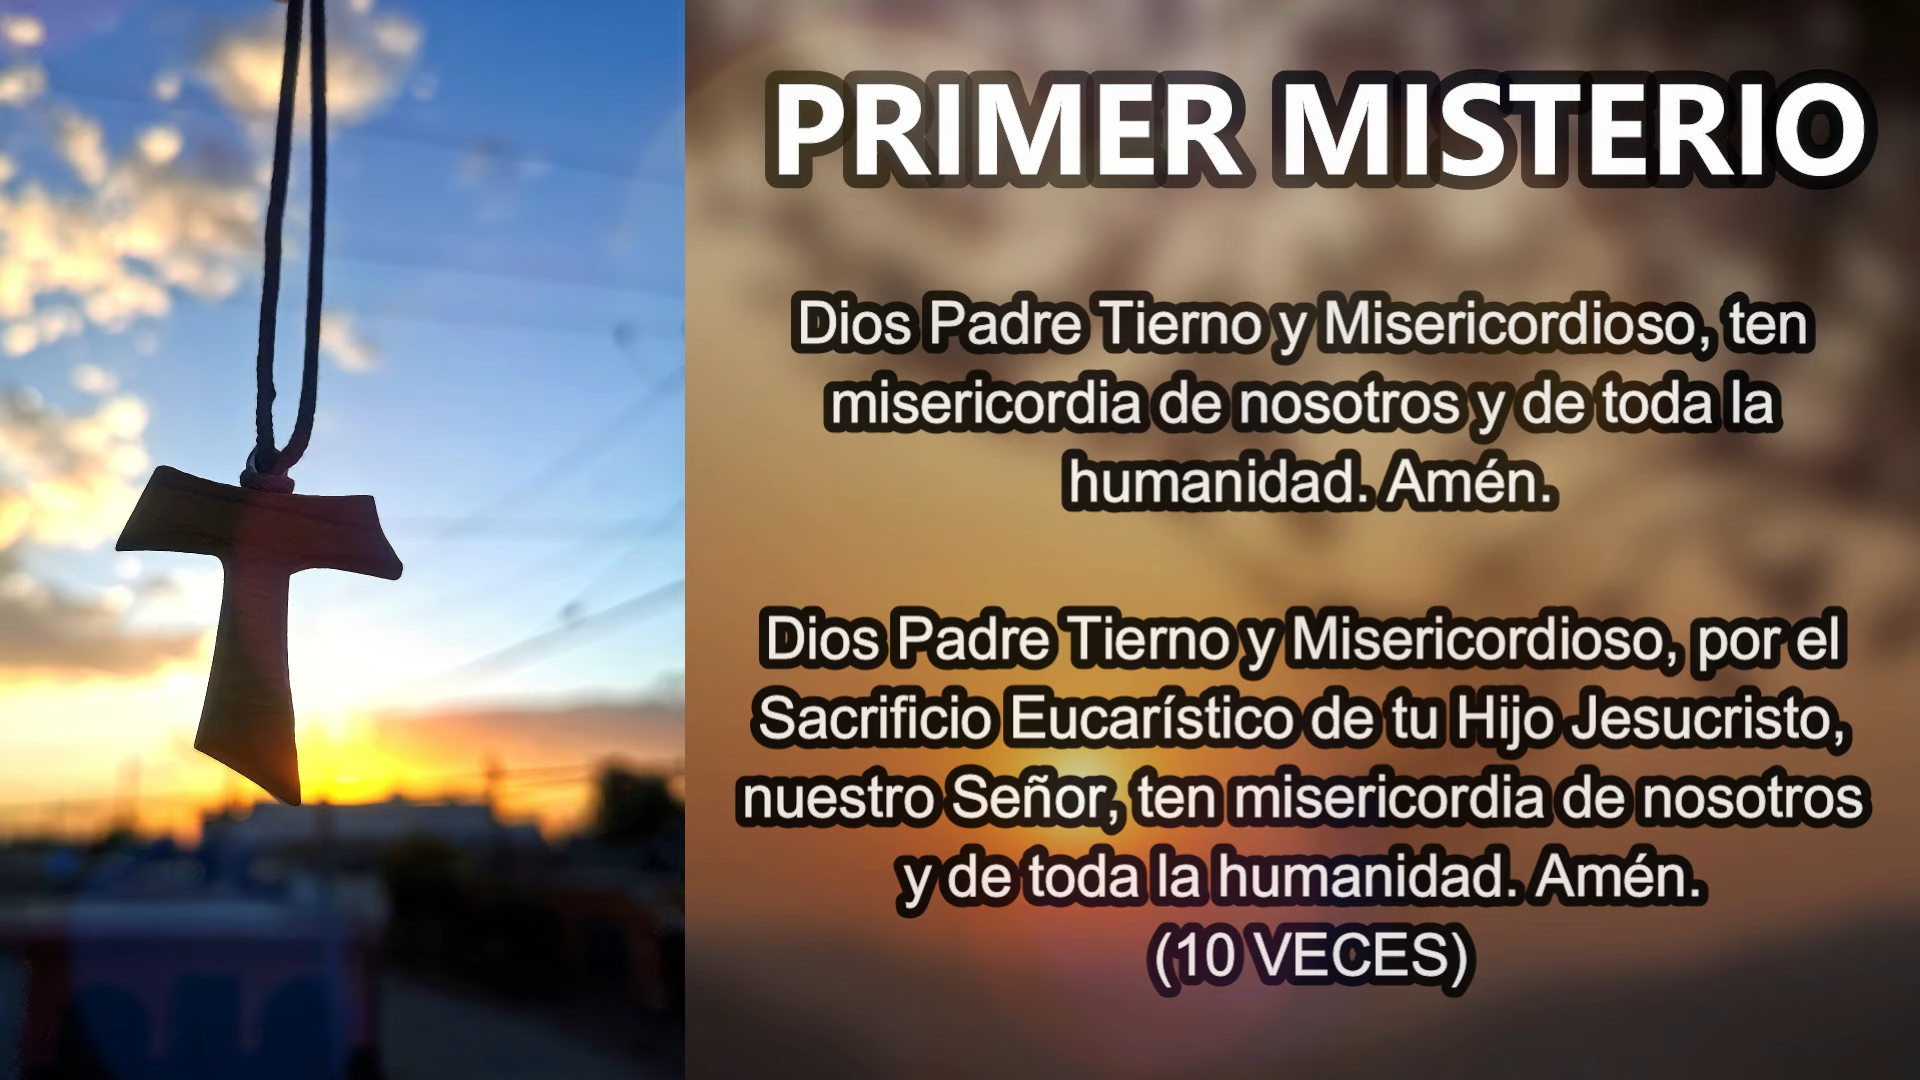 PRIMER MISTERIO
Dios Padre Tierno y Misericordioso, ten
misericordia de nosotros y de toda la
humanidad. Amén.
Dios Padre Tierno y Misericordioso, por el
Sacrificio Eucarístico de tu Hijo Jesucristo,
nuestro Señor, ten misericordia de nosotros
y de toda la humanidad. Amén.
(10 VECES)